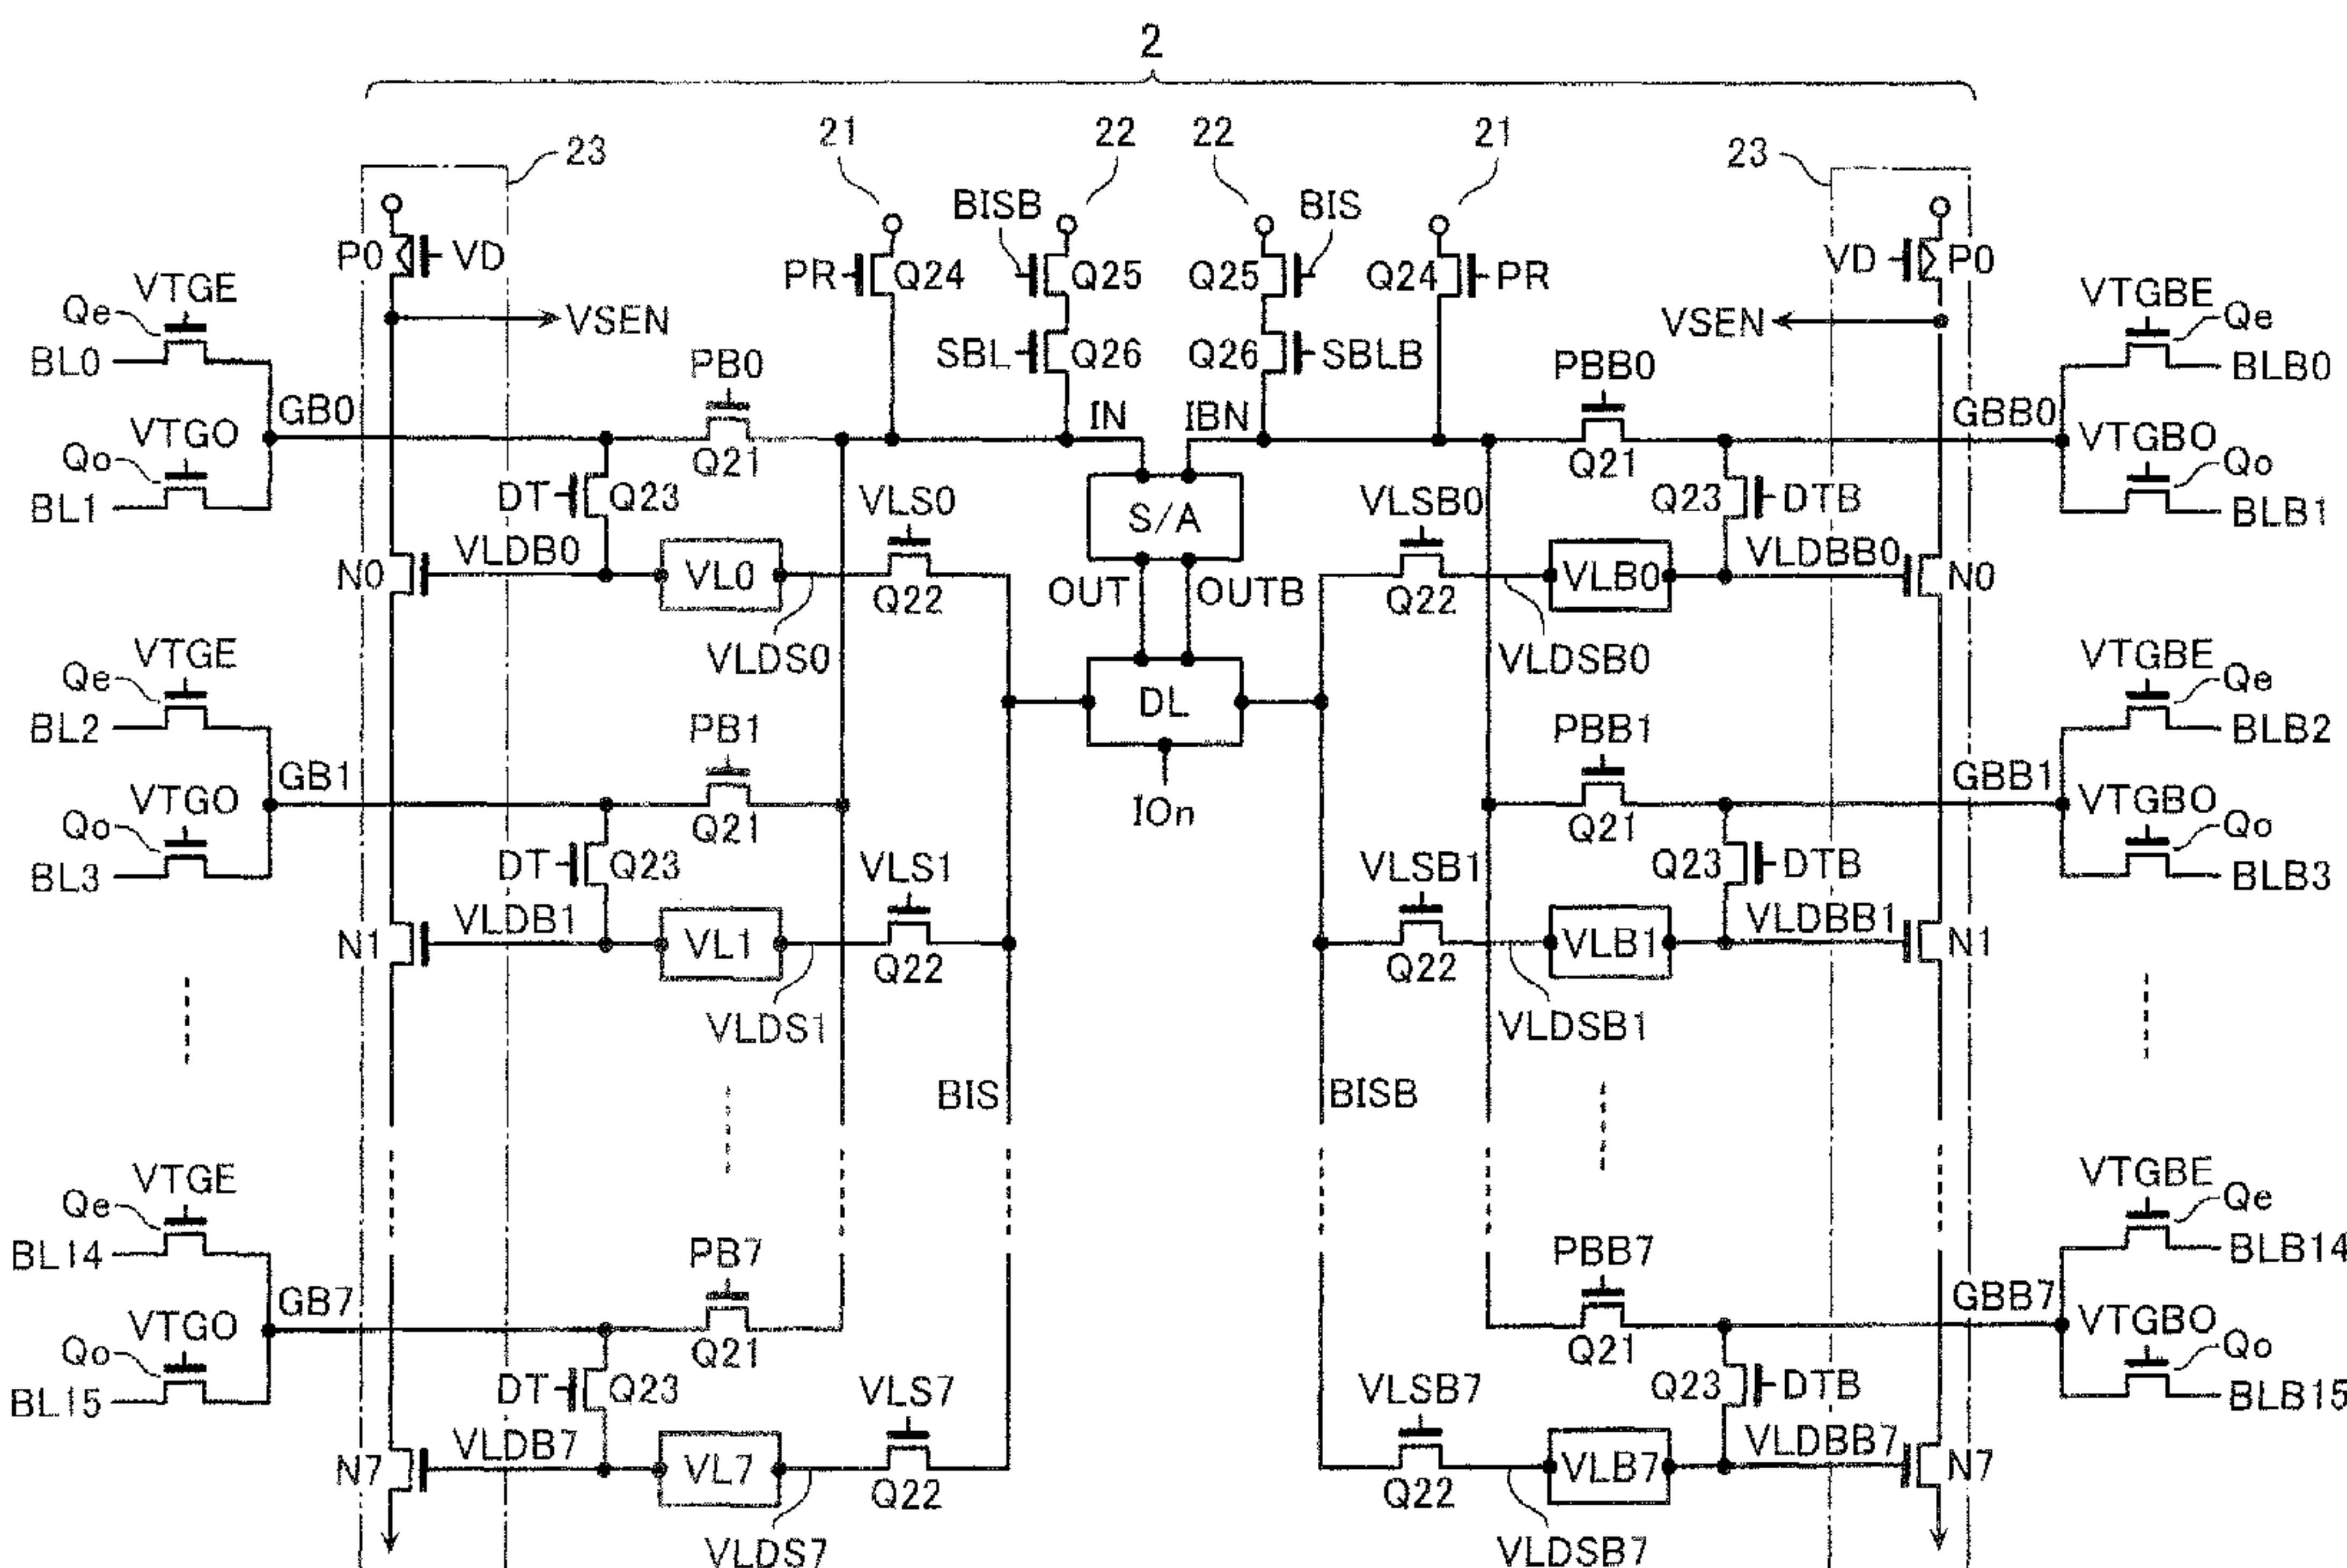 2
21 22 22 21
23 23
BISB BIS
P0 VD PR Q24 Q25 Q25 Q24 PR VD P0
VTGE VTGBE
Qe Qe
VSEN VSEN
BL0 SBL Q26 Q26 SBLB BLB0
PB0 PBB0
GB0 IN IBN GBB0
VTGO VTGBO
Qo Q21 Q21 Qo
BL1 DT Q23 VLS0 S/A VLSB0 Q23 DTB BLB1
N0 VLDB0 VL0 VLB0 VLDBB0 N0
Q22 OUT OUTB Q22
VLDS0 VLDSB0
VTGE VTGBE
Qe Qe
BL2 PB1 DL PBB1 BLB2
GB1 GBB1
VTGO VTGBO
Qo Q21 IOn Q21 Qo
BL3 DT Q23 VLS1 VLSB1 Q23 DTB BLB3
N1 VLDB1 VL1 VLB1 VLDBB1 N1
Q22 Q22
VLDS1 VLDSB1
BIS BISB
VTGE VTGBE
Qe Qe
BL14 PB7 PBB7 BLB14
GB7 GBB7
VTGO VTGBO
Qo Q21 Q21 Qo
BL15 DT Q23 VLS7 VLSB7 Q23 DTB BLB15
N7 VLDB7 VL7 VLB7 VLDBB7 N7
Q22 Q22
VLDS7 VLDSB7